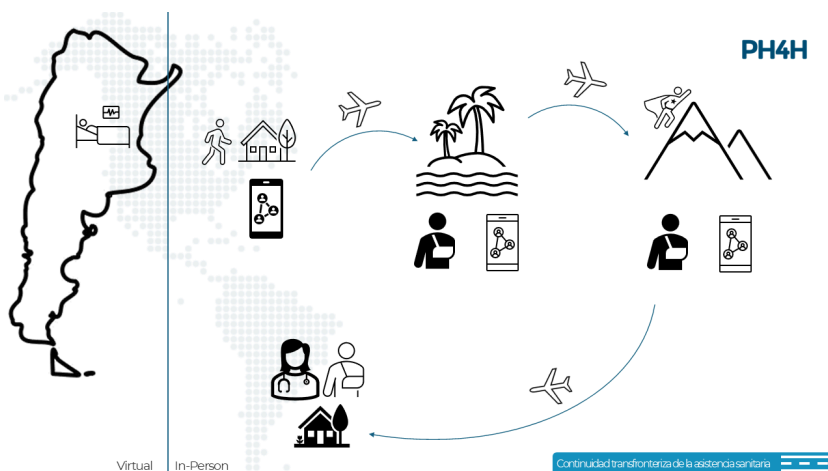 PH4H
Virtual
In-Person
Continuidad transfronteriza de la asistencia sanitaria